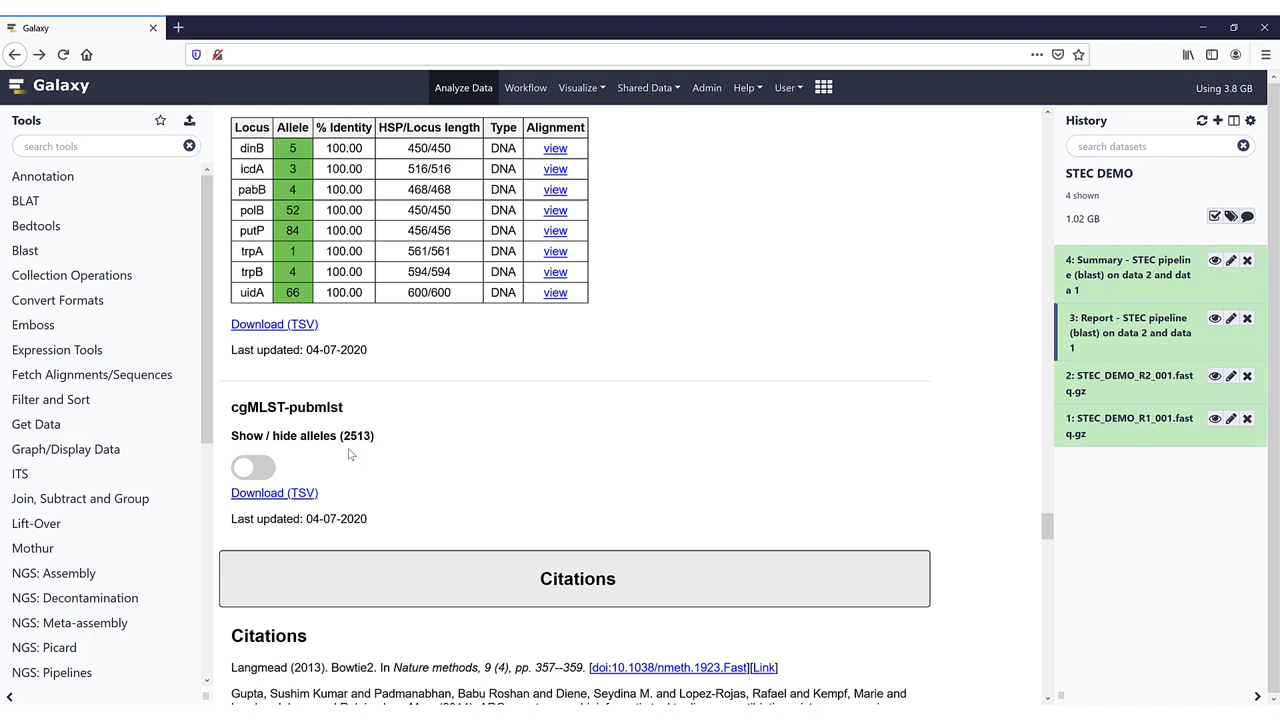 Galaxy
Galaxy
Analyze Data Workflow Visualize Shared Data Admin Help User
Using 3.8 GB
Tools
search tools
Annotation
BLAT
Bedtools
Blast
Collection Operations
Convert Formats
Emboss
Expression Tools
Fetch Alignments/Sequences
Filter and Sort
Get Data
Graph/Display Data
ITS
Join, Subtract and Group
Lift-Over
Mothur
NGS: Assembly
NGS: Decontamination
NGS: Meta-assembly
NGS: Picard
NGS: Pipelines
Locus Allele % Identity HSP/Locus length Type Alignment
dinB 5 100.00 450/450 DNA view
icdA 3 100.00 516/516 DNA view
pabB 4 100.00 468/468 DNA view
polB 52 100.00 450/450 DNA view
putP 84 100.00 456/456 DNA view
trpA 1 100.00 561/561 DNA view
trpB 4 100.00 594/594 DNA view
uidA 66 100.00 600/600 DNA view
Download (TSV)
Last updated: 04-07-2020
cgMLST-pubmlst
Show / hide alleles (2513)
Download (TSV)
Last updated: 04-07-2020
Citations
Citations
Langmead (2013). Bowtie2. In Nature methods, 9 (4), pp. 357--359. [doi:10.1038/nmeth.1923.Fast][Link]
Gupta, Sushim Kumar and Padmanabhan, Babu Roshan and Diene, Seydina M. and Lopez-Rojas, Rafael and Kempf, Marie and
History
search datasets
STEC DEMO
4 shown
1.02 GB
4: Summary - STEC pipelin
e (blast) on data 2 and dat
a 1
3: Report - STEC pipeline
(blast) on data 2 and data
1
2: STEC_DEMO_R2_001.fast
q.gz
1: STEC_DEMO_R1_001.fast
q.gz